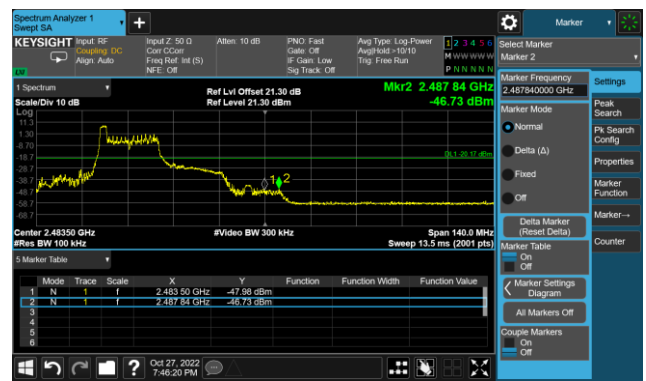 Spectrum Analyzer 1
Swept SA
Marker
KEYSIGHT
Input: RF
Coupling: DC
Align: Auto
Input Z: 50 Ω
Corr CCorr
Freq Ref: Int (S)
NFE: Off
Atten: 10 dB
PNO: Fast
Gate: Off
IF Gain: Low
Sig Track: Off
Avg Type: Log-Power
Avg|Hold:>10/10
Trig: Free Run
1 2 3 4 5 6
M W W W W W
P N N N N N
LW
Select Marker
Marker 2
1 Spectrum
Scale/Div 10 dB
Ref Lvl Offset 21.30 dB
Ref Level 21.30 dBm
Mkr2 2.487 84 GHz
-46.73 dBm
Log
11.3
1.30
-8.70
-18.7
-28.7
-38.7
-48.7
-58.7
-68.7
DL1 -20.17 dBm
1
2
Center 2.48350 GHz
#Res BW 100 kHz
#Video BW 300 kHz
Span 140.0 MHz
Sweep 13.5 ms (2001 pts)
5 Marker Table
Mode Trace Scale X Y Function Function Width Function Value
1 N 1 f 2.483 50 GHz -47.98 dBm
2 N 1 f 2.487 84 GHz -46.73 dBm
3
4
5
6
Marker Frequency
2.487840000 GHz
Marker Mode
Normal
Delta (Δ)
Fixed
Off
Delta Marker
(Reset Delta)
Marker Table
On
Off
Marker Settings
Diagram
All Markers Off
Couple Markers
On
Off
Settings
Peak
Search
Pk Search
Config
Properties
Marker
Function
Marker→
Counter
Oct 27, 2022
7:46:20 PM